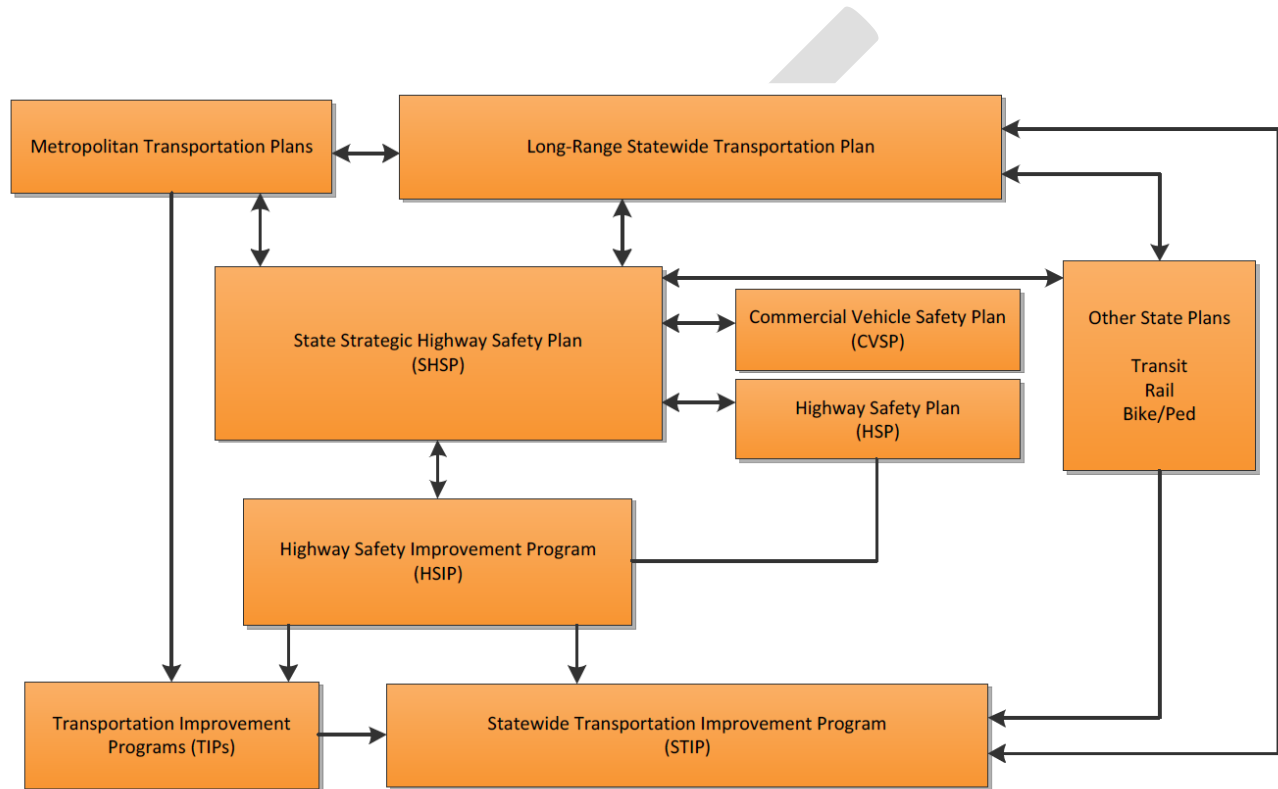 Metropolitan Transportation Plans
Long-Range Statewide Transportation Plan
State Strategic Highway Safety Plan
(SHSP)
Commercial Vehicle Safety Plan
(CVSP)
Highway Safety Plan
(HSP)
Other State Plans
Transit
Rail
Bike/Ped
Highway Safety Improvement Program
(HSIP)
Transportation Improvement
Programs (TIPs)
Statewide Transportation Improvement Program
(STIP)